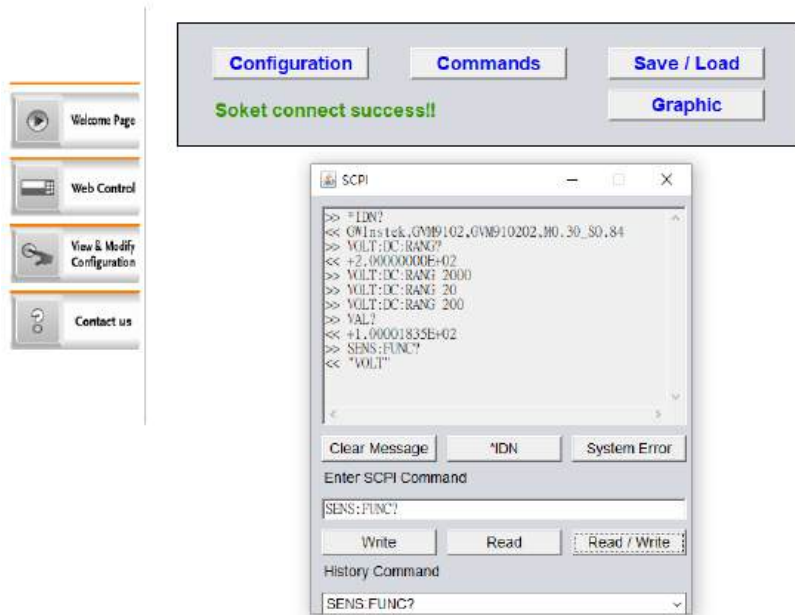 Configuration
Commands
Save / Load
Soket connect success!!
Graphic
Welcome Page
Web Control
View & Modify
Configuration
Contact us
SCPI
>> *IDN?
<< GWInstek,GVM9102,GVM910202,M0.30_S0.84
>> VOLT:DC:RANG?
<< +2.00000000E+02
>> VOLT:DC:RANG 2000
>> VOLT:DC:RANG 20
>> VOLT:DC:RANG 200
>> VAL?
<< +1.00001835E+02
>> SENS:FUNC?
<< "VOLT"
Clear Message
*IDN
System Error
Enter SCPI Command
SENS:FUNC?
Write
Read
Read / Write
History Command
SENS:FUNC?